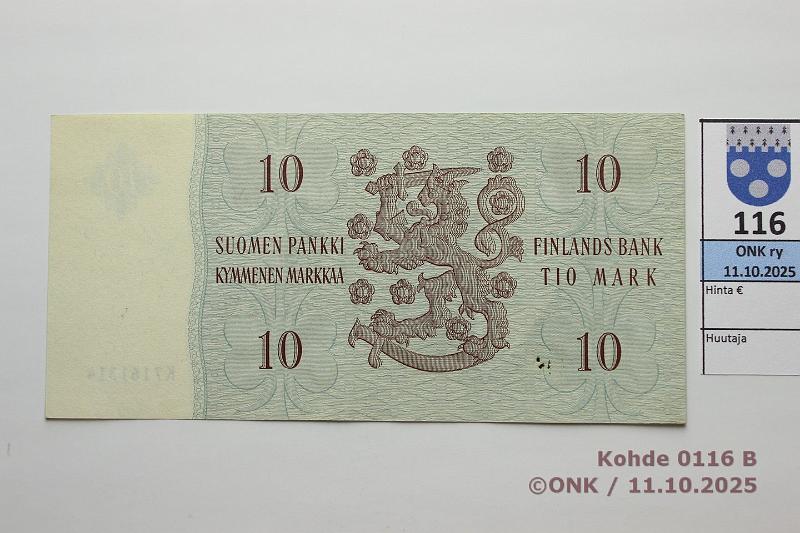 10
10
SUOMEN PANKKI
KYMMENEN MARKKAA
FINLANDS BANK
TIO MARK
10
10
116
ONK ry
11.10.2025
Hinta €
Huutaja
Kohde 0116 B
©ONK / 11.10.2025